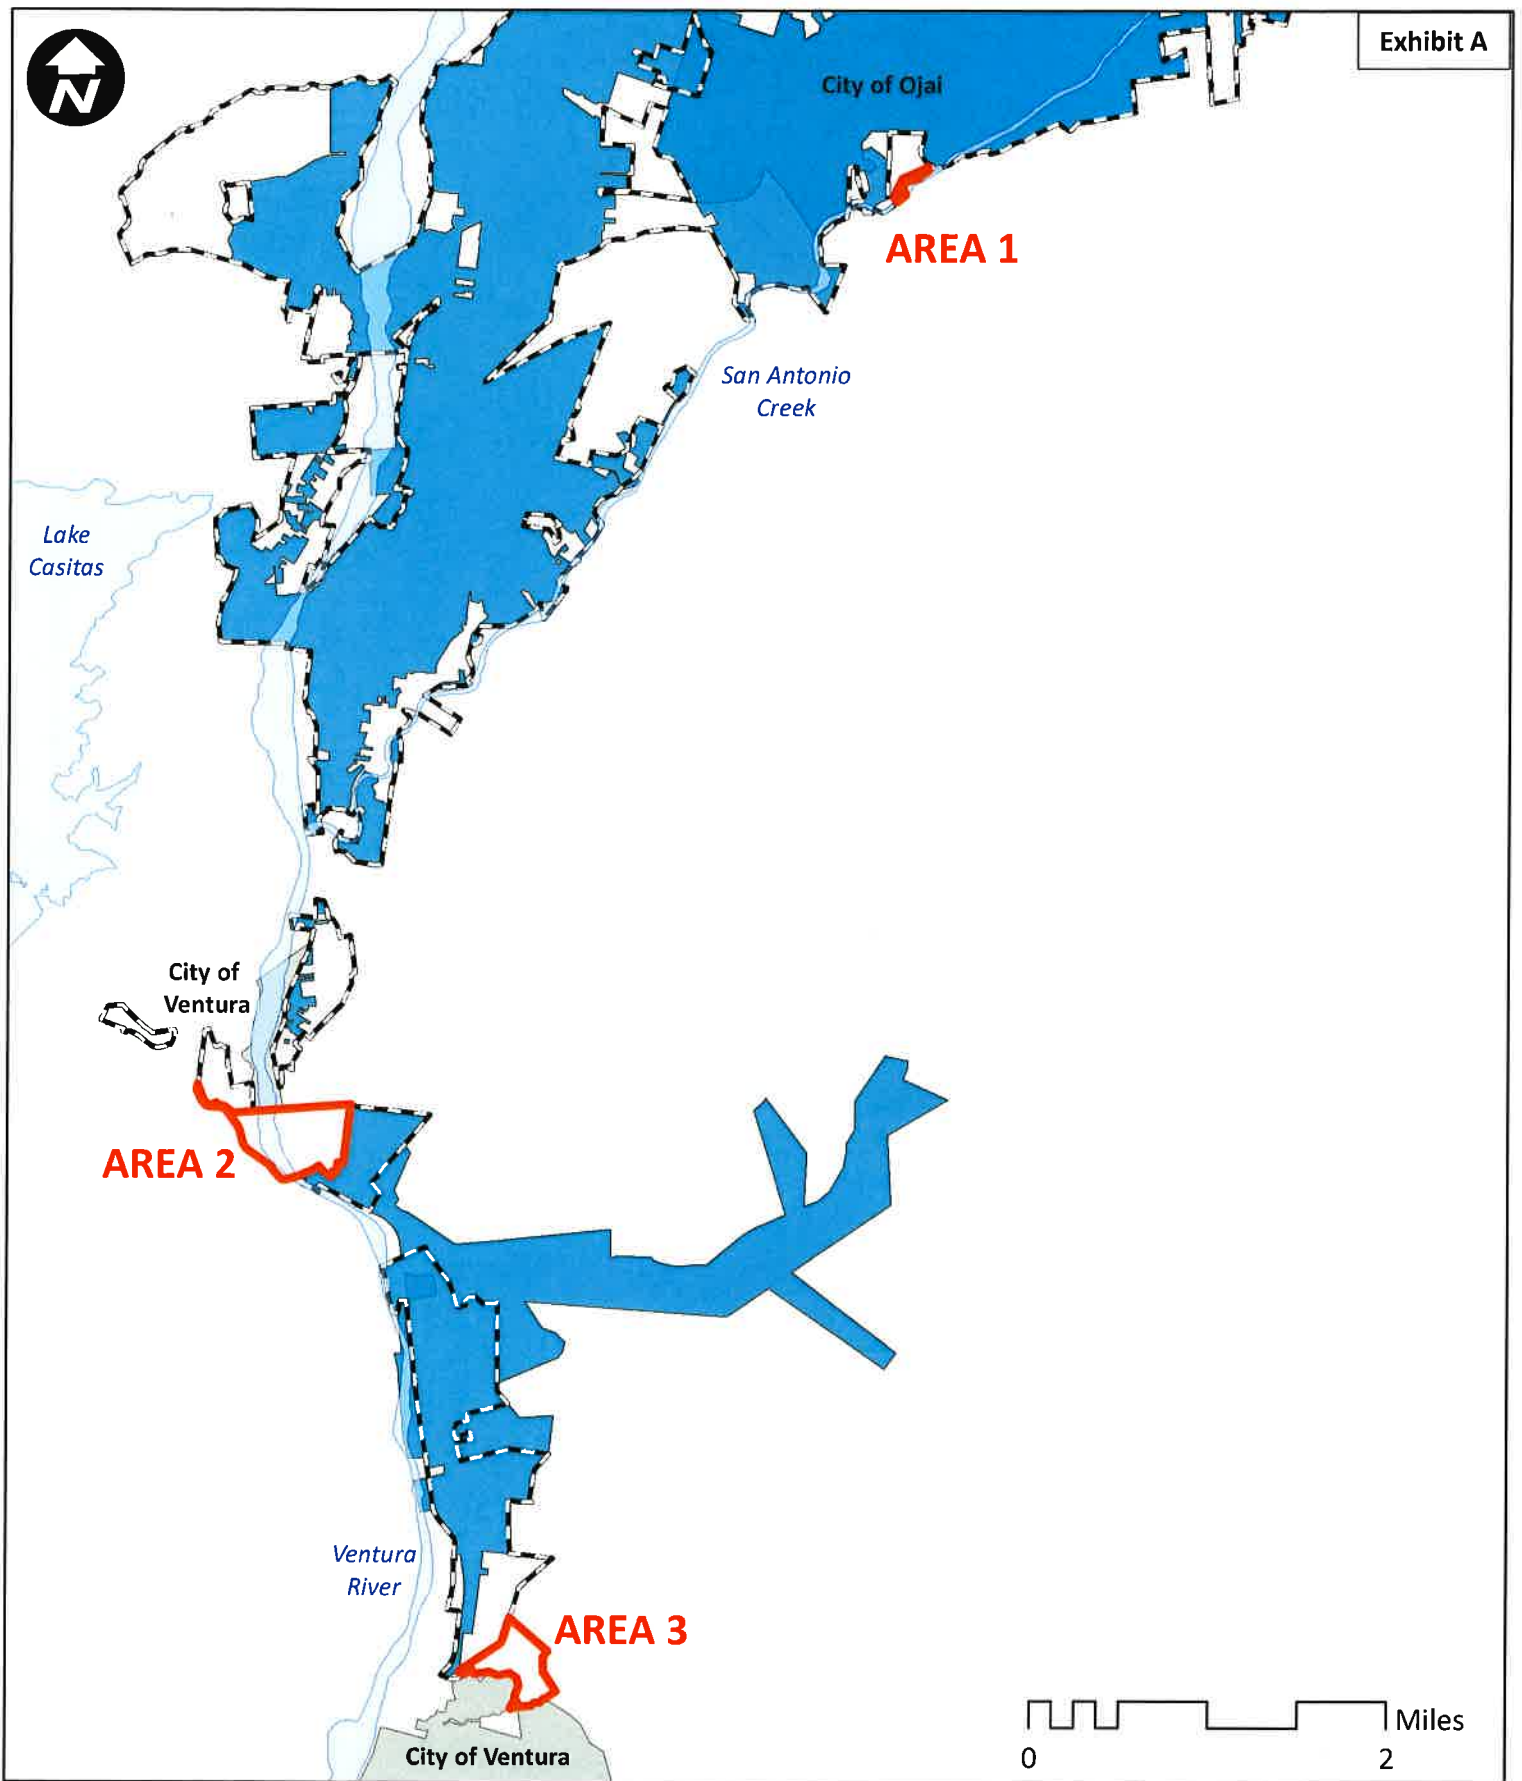 Exhibit A
N
City of Ojai
AREA 1
San Antonio
Creek
Lake
Casitas
City of
Ventura
AREA 2
Ventura
River
AREA 3
Miles
0
2
City of Ventura